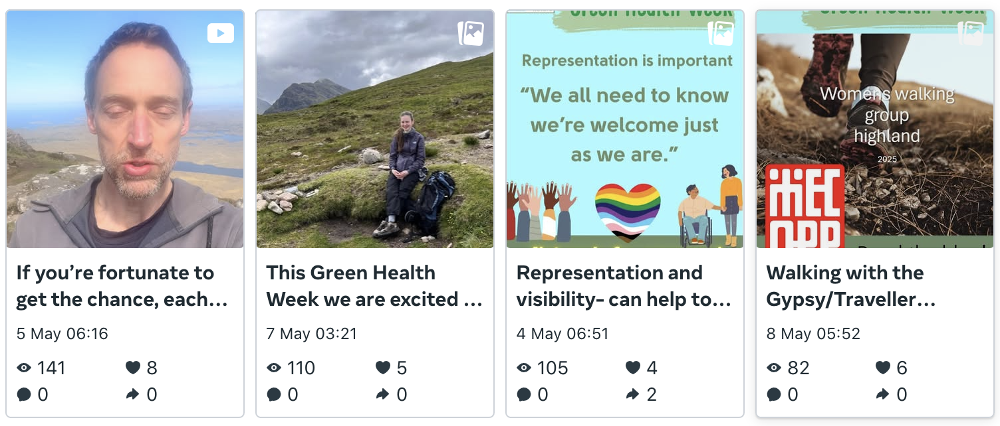 If you’re fortunate to
get the chance, each...
5 May 06:16
141
8
0
0
This Green Health
Week we are excited ...
7 May 03:21
110
5
0
0
Green Health Week
Representation is important
“We all need to know
we’re welcome just
as we are.”
Representation and
visibility- can help to...
4 May 06:51
105
4
0
2
Green Health Week
Womens walking
group
highland
2025
MEC
OPP
Walking with the
Gypsy/Traveller...
8 May 05:52
82
6
0
0